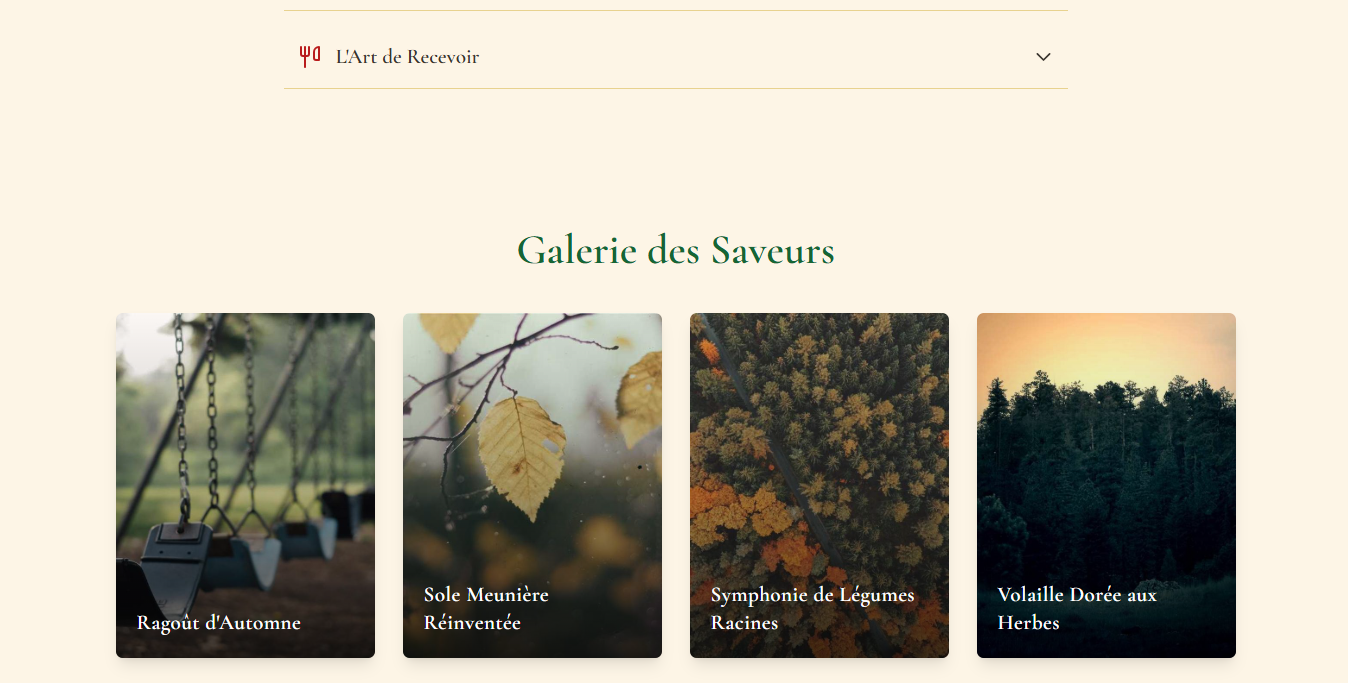 L'Art de Recevoir
Galerie des Saveurs
Ragoût d'Automne
Sole Meunière
Réinventée
Symphonie de Légumes
Racines
Volaille Dorée aux
Herbes